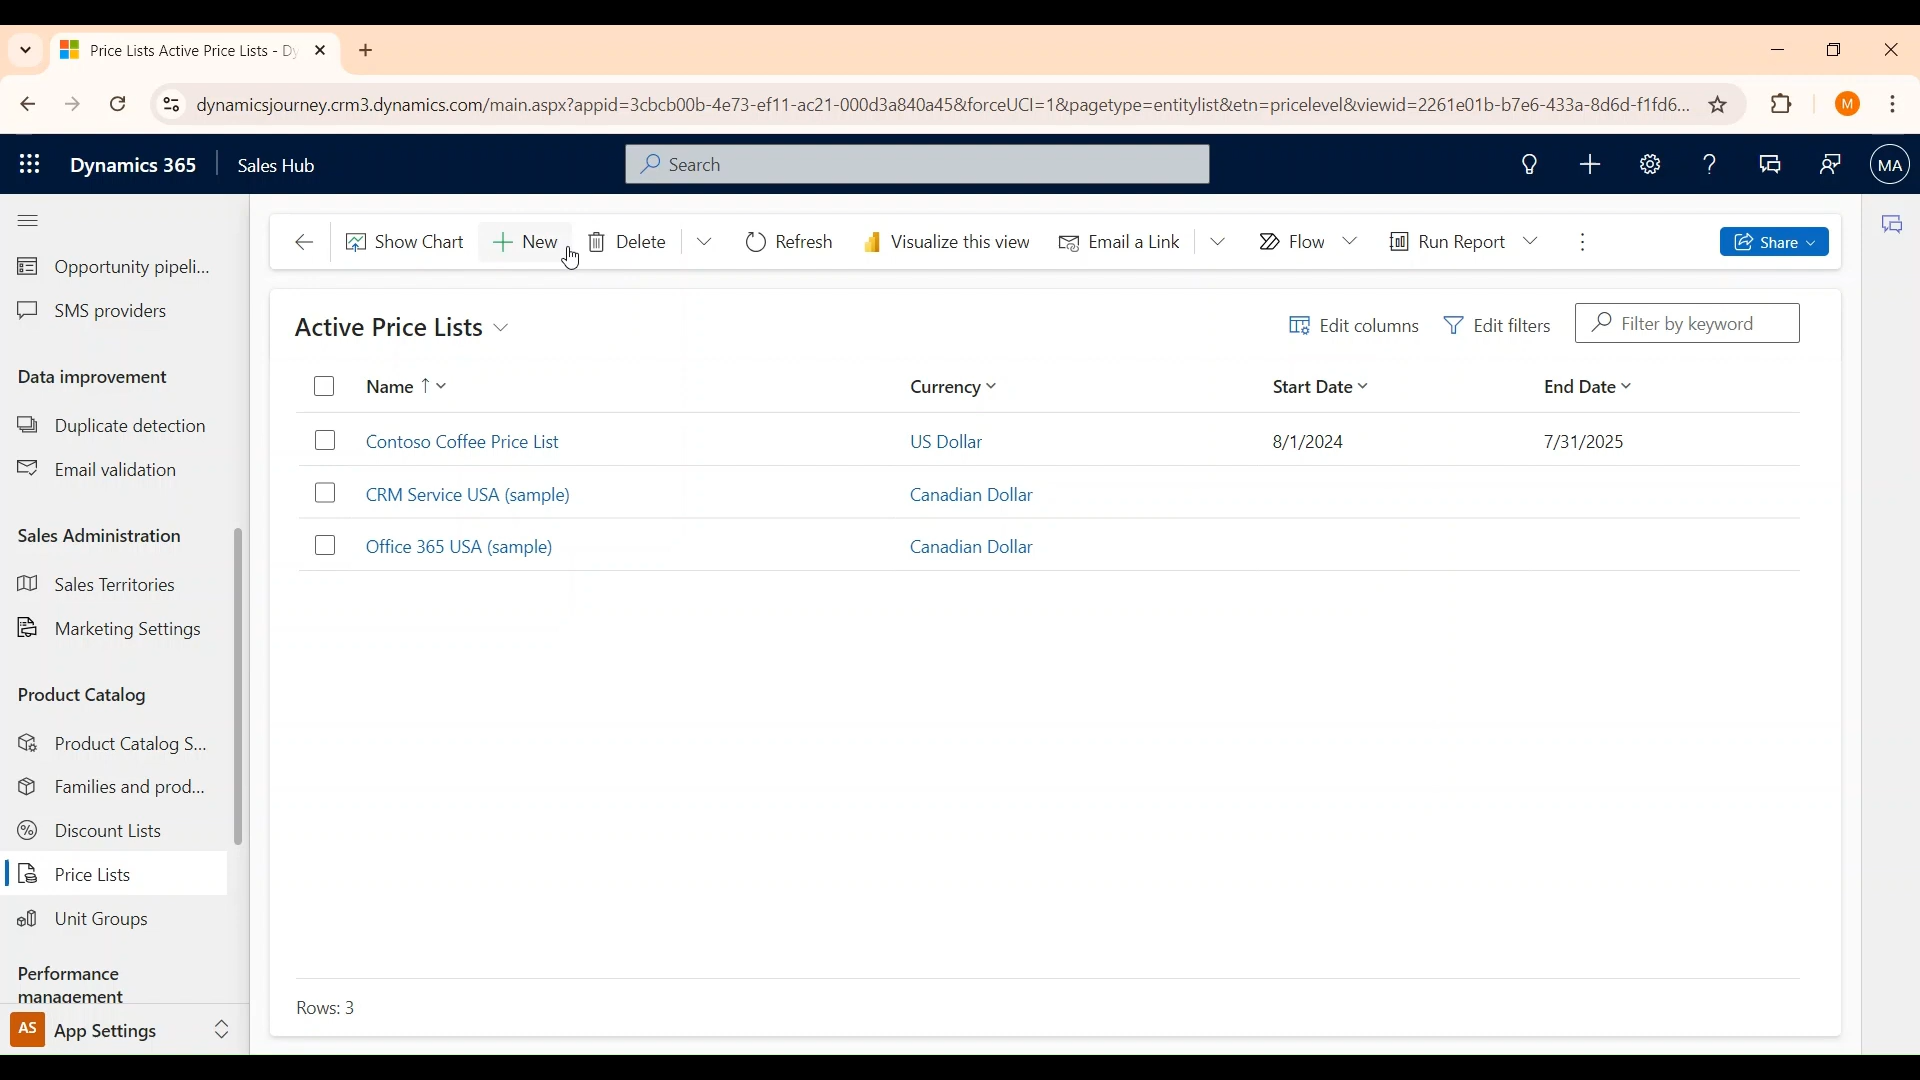 Price Lists Active Price Lists - Dy
dynamicsjourney.crm3.dynamics.com/main.aspx?appid=3cbcb00b-4e73-ef11-ac21-000d3a840a45&forceUCI=1&pagetype=entitylist&etn=pricelevel&viewid=2261e01b-b7e6-433a-8d6d-f1fd6...
M
Dynamics 365
Sales Hub
Search
MA
Opportunity pipeli...
SMS providers
Data improvement
Duplicate detection
Email validation
Sales Administration
Sales Territories
Marketing Settings
Product Catalog
Product Catalog S...
Families and prod...
Discount Lists
Price Lists
Unit Groups
Performance
management
AS App Settings
Show Chart New Delete Refresh Visualize this view Email a Link Flow Run Report Share
Active Price Lists
Edit columns Edit filters Filter by keyword
Name Currency Start Date End Date
Contoso Coffee Price List US Dollar 8/1/2024 7/31/2025
CRM Service USA (sample) Canadian Dollar
Office 365 USA (sample) Canadian Dollar
Rows: 3